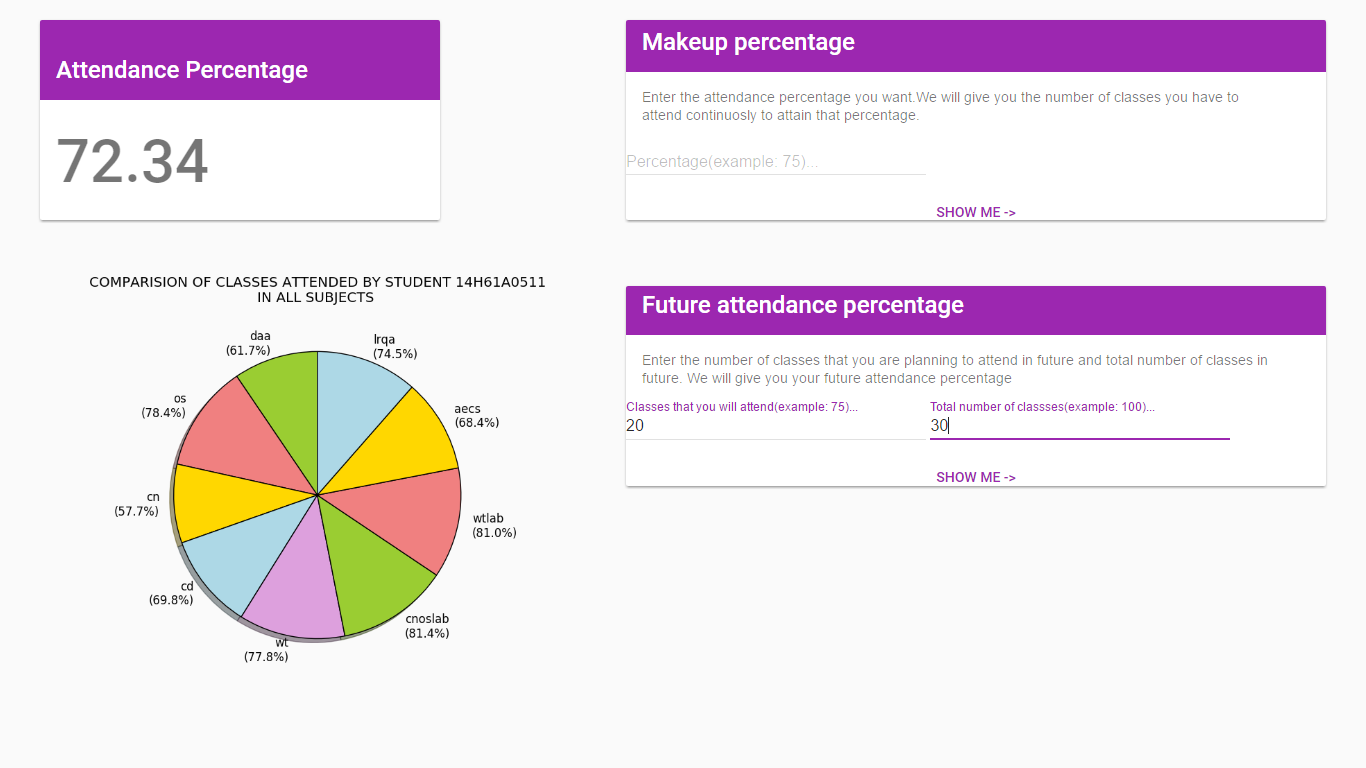 Attendance Percentage
72.34
Makeup percentage
Enter the attendance percentage you want.We will give you the number of classes you have to
attend continuosly to attain that percentage.
Percentage(example: 75)...
SHOW ME ->
COMPARISION OF CLASSES ATTENDED BY STUDENT 14H61A0511
IN ALL SUBJECTS
daa
(61.7%)
lrqa
(74.5%)
os
(78.4%)
aecs
(68.4%)
cn
(57.7%)
wtlab
(81.0%)
cd
(69.8%)
cnoslab
(81.4%)
wt
(77.8%)
Future attendance percentage
Enter the number of classes that you are planning to attend in future and total number of classes in
future. We will give you your future attendance percentage
Classes that you will attend(example: 75)...
20
Total number of classses(example: 100)...
30
SHOW ME ->